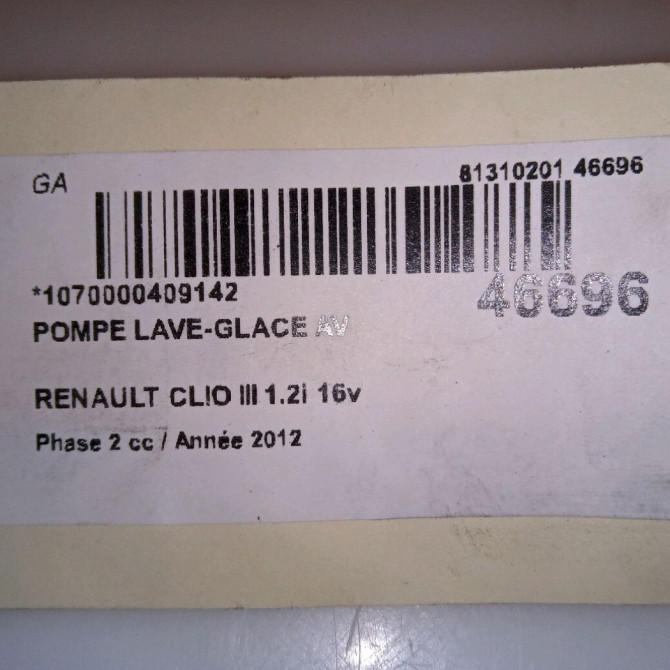 GA
81310201 46696
*1070000409142
46696
POMPE LAVE-GLACE AV
RENAULT CLIO III 1.2i 16v
Phase 2 cc / Année 2012